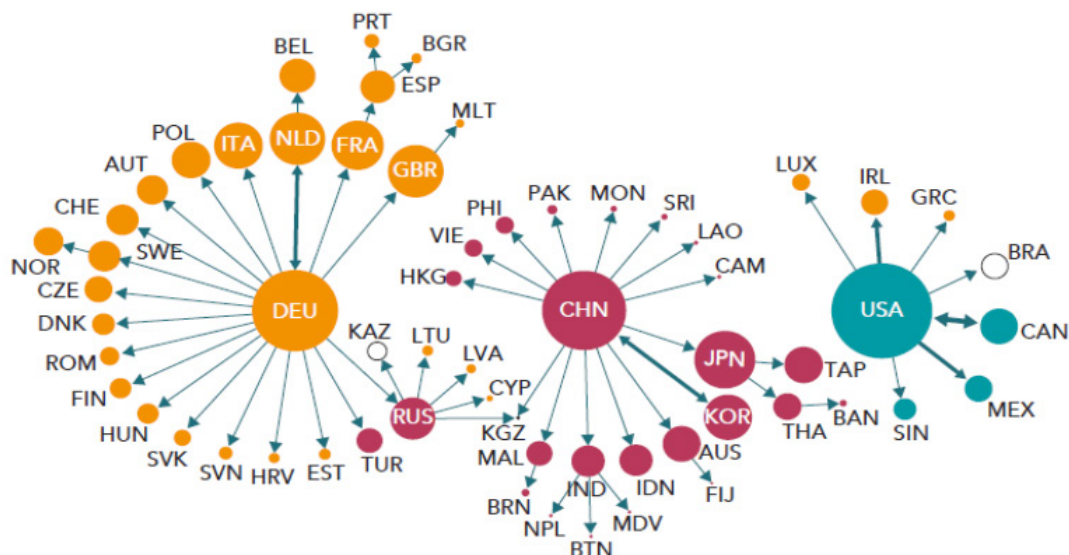 PRT
BGR
BEL
ESP
MLT
POL
ITA
NLD
FRA
GBR
AUT
CHE
SWE
NOR
CZE
DEU
DNK
ROM
FIN
HUN
SVK
SVN
HRV
EST
TUR
KAZ
LTU
LVA
CYP
RUS
KGZ
PAK
MON
SRI
PHI
VIE
LAO
HKG
CAM
CHN
JPN
TAP
KOR
THA
BAN
MAL
AUS
BRN
IND
IDN
FIJ
NPL
MDV
BTN
LUX
IRL
GRC
BRA
USA
CAN
MEX
SIN